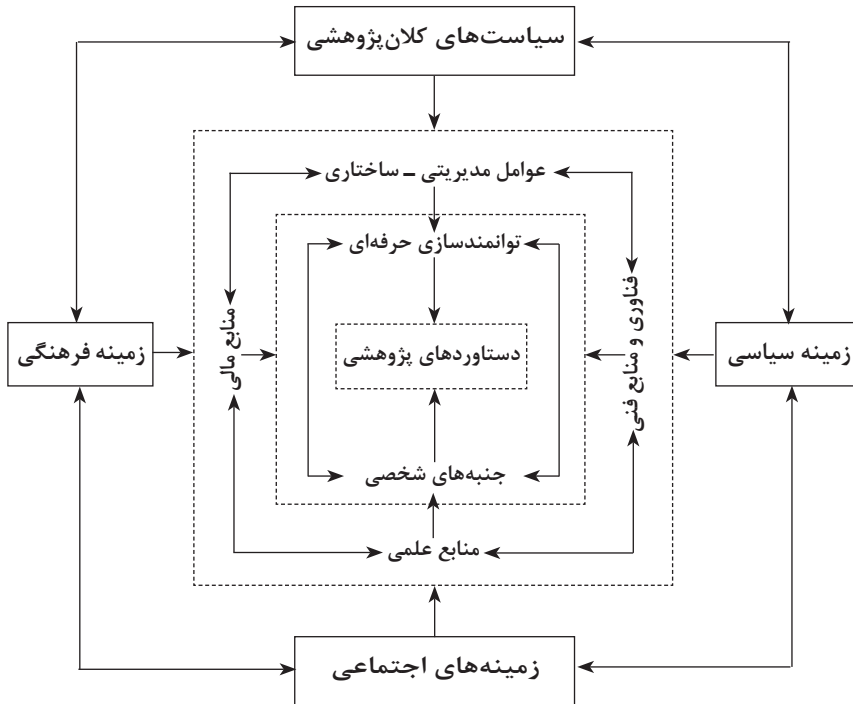 سیاست‌های کلان‌پژوهشی
عوامل مدیریتی ـ ساختاری
توانمندسازی حرفه‌ای
زمینه سیاسی
فناوری و منابع فنی
دستاوردهای پژوهشی
منابع مالی
زمینه فرهنگی
جنبه‌های شخصی
منابع علمی
زمینه‌های اجتماعی